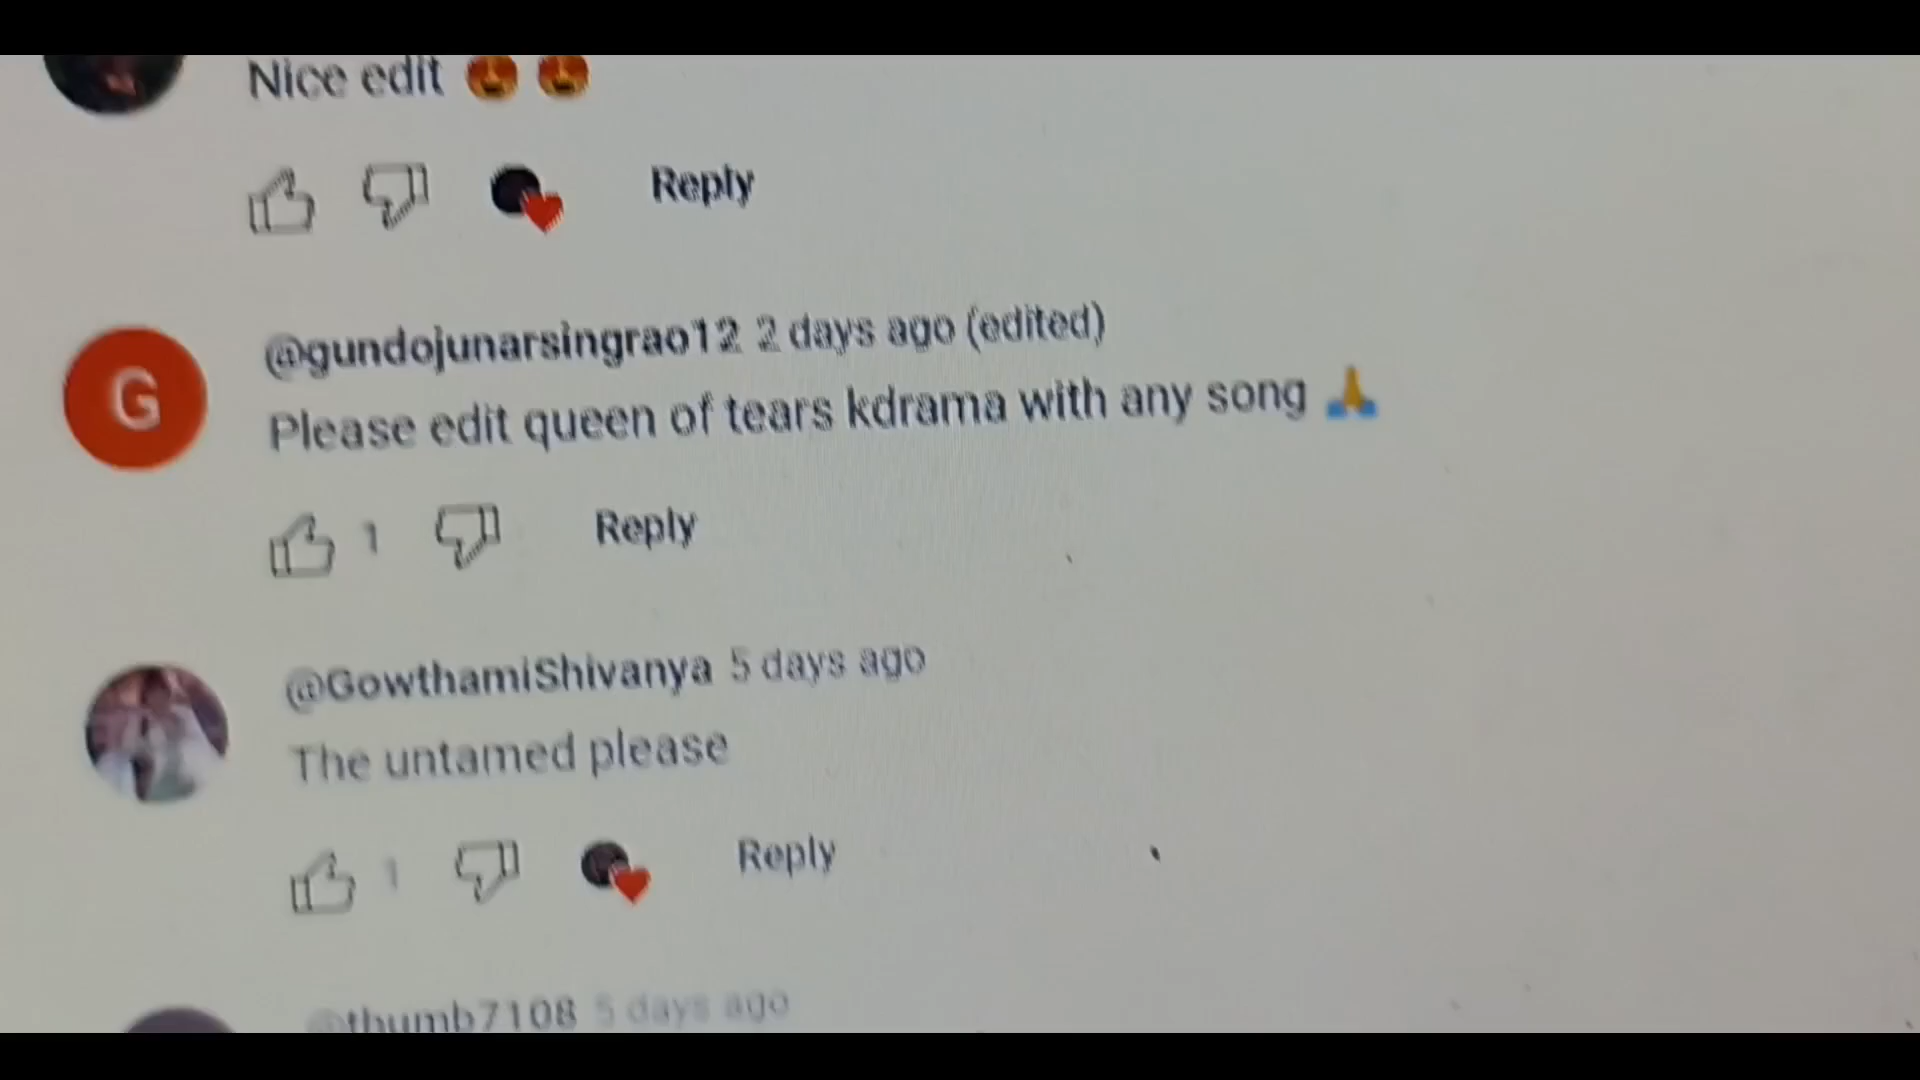 Nice edit 😍 😍
Reply
G
@gundojunarsingrao12 2 days ago (edited)
Please edit queen of tears kdrama with any song 🙏
1 Reply
@GowthamiShivanya 5 days ago
The untamed please
1 Reply
@thumb7108 5 days ago